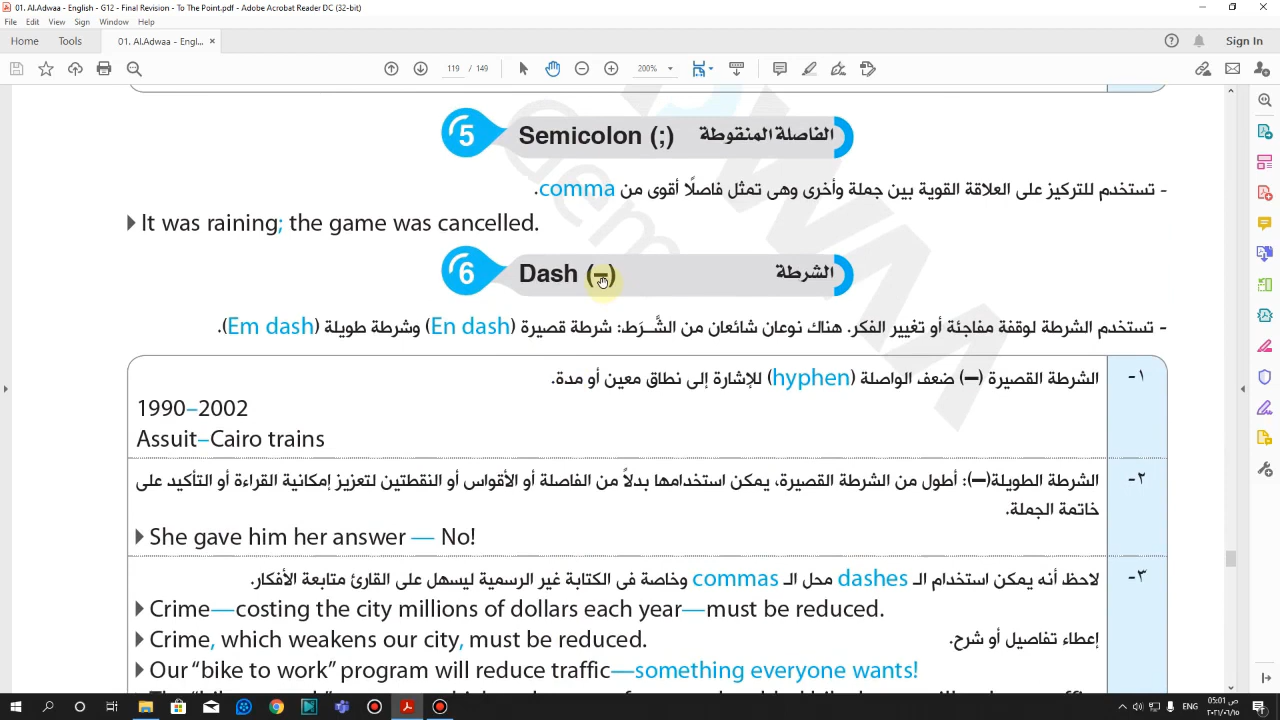 01. Al.Adwaa - English - G12 - Final Revision - To The Point.pdf - Adobe Acrobat Reader DC (32-bit)
File Edit View Sign Window Help
Home Tools 01. Al.Adwaa - Engl... × Sign In
119 / 149 200%
5 Semicolon (;) الفاصلة المنقوطة
- تستخدم للتركيز على العلاقة القوية بين جملة وأخرى وهى تمثل فاصلًا أقوى من comma.
It was raining; the game was cancelled.
6 Dash (–) الشرطة
- تستخدم الشرطة لوقفة مفاجئة أو تغيير الفكر. هناك نوعان شائعان من الشَّرَط: شرطة قصيرة (En dash) وشرطة طويلة (Em dash).
١- الشرطة القصيرة (–) ضعف الواصلة (hyphen) للإشارة إلى نطاق معين أو مدة.
1990–2002
Assuit–Cairo trains
٢- الشرطة الطويلة(—): أطول من الشرطة القصيرة، يمكن استخدامها بدلاً من الفاصلة أو الأقواس أو النقطتين لتعزيز إمكانية القراءة أو التأكيد على
خاتمة الجملة.
She gave him her answer — No!
٣- لاحظ أنه يمكن استخدام الـ dashes محل الـ commas وخاصة فى الكتابة غير الرسمية ليسهل على القارئ متابعة الأفكار.
Crime—costing the city millions of dollars each year—must be reduced.
Crime, which weakens our city, must be reduced. إعطاء تفاصيل أو شرح.
Our “bike to work” program will reduce traffic—something everyone wants!
ENG 05:01 ص
٢٠٢١/٠٦/١٥